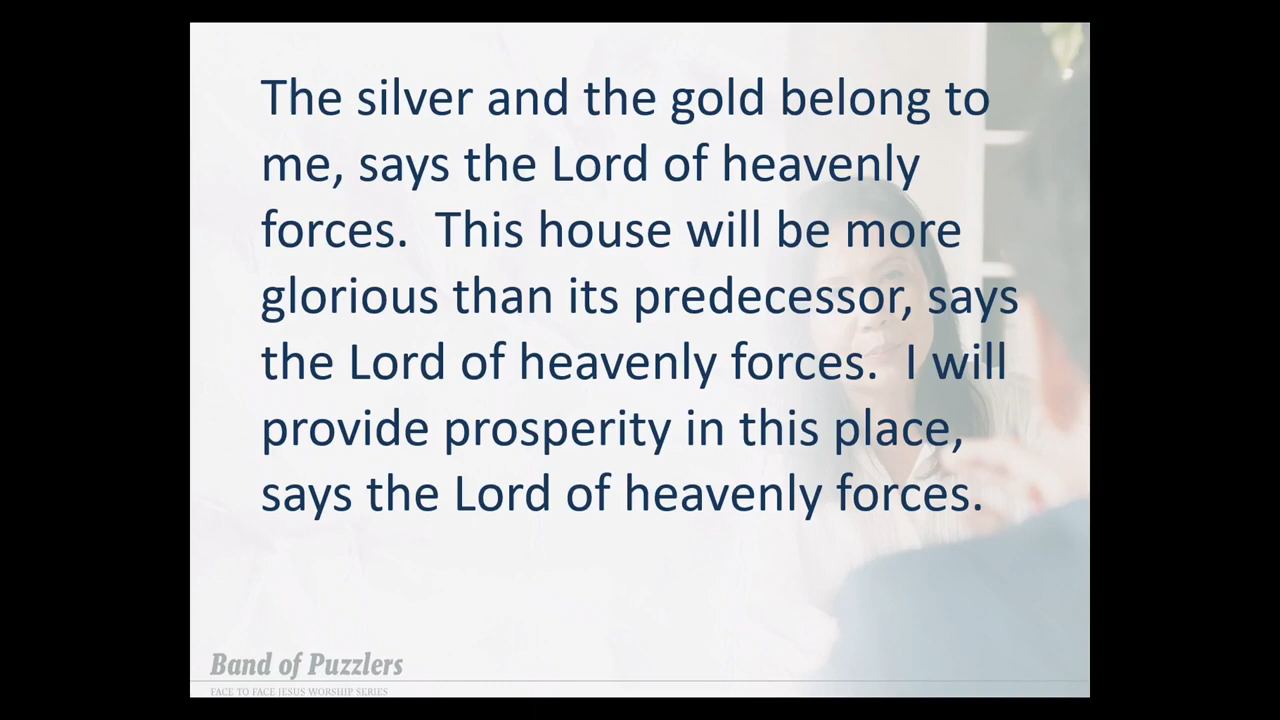 The silver and the gold belong to
me, says the Lord of heavenly
forces.  This house will be more
glorious than its predecessor, says
the Lord of heavenly forces.  I will
provide prosperity in this place,
says the Lord of heavenly forces.
Band of Puzzlers
FACE TO FACE JESUS WORSHIP SERIES